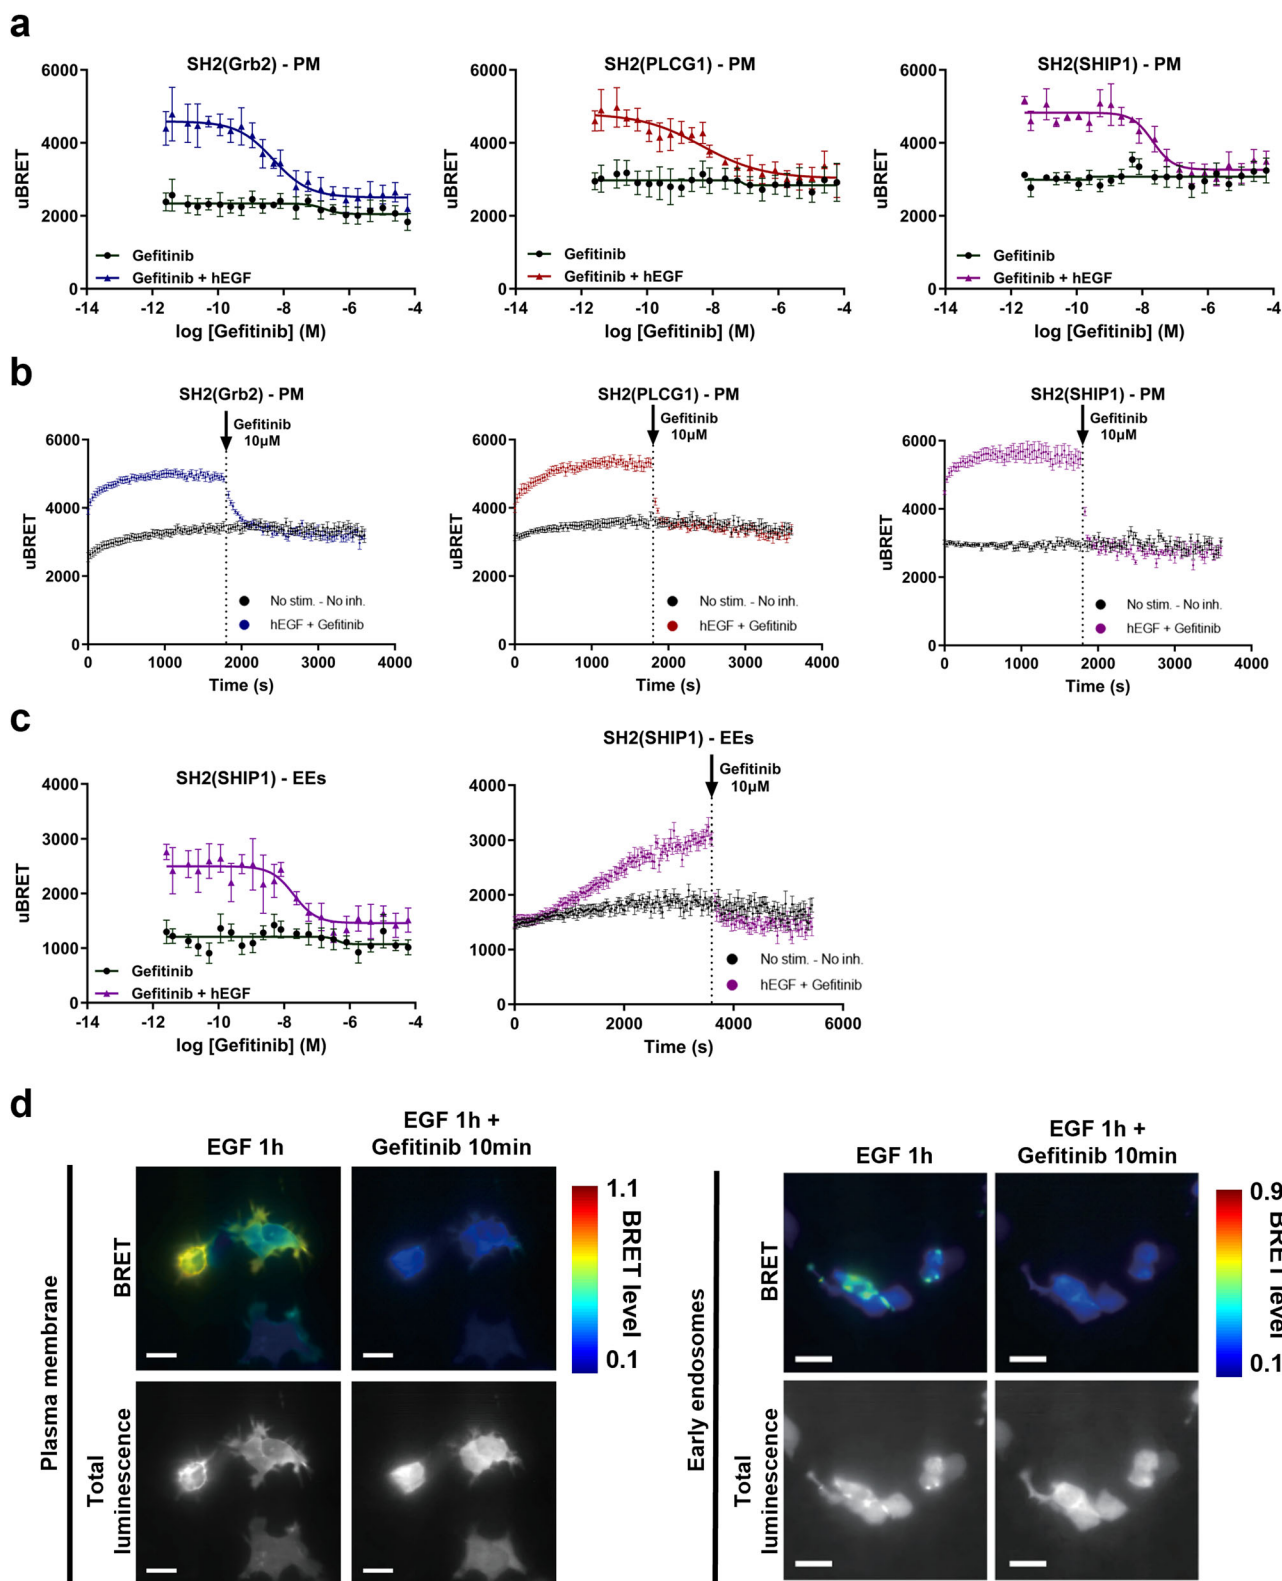 a
SH2(Grb2) - PM
SH2(PLCG1) - PM
SH2(SHIP1) - PM
6000
4000
2000
0
uBRET
Gefitinib
Gefitinib + hEGF
-14
-12
-10
-8
-6
-4
log [Gefitinib] (M)
6000
4000
2000
0
uBRET
Gefitinib
Gefitinib + hEGF
-14
-12
-10
-8
-6
-4
log [Gefitinib] (M)
6000
4000
2000
0
uBRET
Gefitinib
Gefitinib + hEGF
-14
-12
-10
-8
-6
-4
log [Gefitinib] (M)
b
SH2(Grb2) - PM
Gefitinib
10µM
6000
4000
2000
0
uBRET
No stim. - No inh.
hEGF + Gefitinib
0
1000
2000
3000
4000
Time (s)
SH2(PLCG1) - PM
Gefitinib
10µM
6000
4000
2000
0
uBRET
No stim. - No inh.
hEGF + Gefitinib
0
1000
2000
3000
4000
Time (s)
SH2(SHIP1) - PM
Gefitinib
10µM
6000
4000
2000
0
uBRET
No stim. - No inh.
hEGF + Gefitinib
0
1000
2000
3000
4000
Time (s)
c
SH2(SHIP1) - EEs
4000
3000
2000
1000
0
uBRET
Gefitinib
Gefitinib + hEGF
-14
-12
-10
-8
-6
-4
log [Gefitinib] (M)
SH2(SHIP1) - EEs
Gefitinib
10µM
4000
3000
2000
1000
0
No stim. - No inh.
hEGF + Gefitinib
0
2000
4000
6000
Time (s)
d
EGF 1h
EGF 1h +
Gefitinib 10min
Plasma membrane
BRET
Total
luminescence
1.1
BRET level
0.1
EGF 1h
EGF 1h +
Gefitinib 10min
Early endosomes
BRET
Total
luminescence
0.9
BRET level
0.1